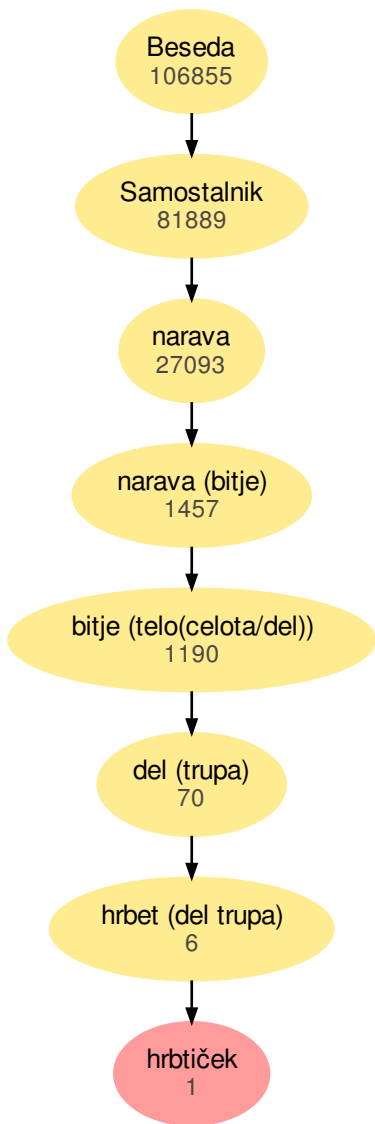 Beseda
106855
Samostalnik
81889
narava
27093
narava (bitje)
1457
bitje (telo(celota/del))
1190
del (trupa)
70
hrbet (del trupa)
6
hrbtiček
1